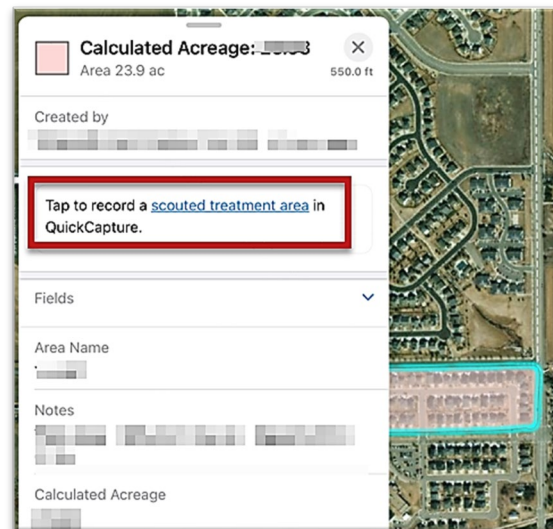 Calculated Acreage:
Area 23.9 ac
550.0 ft
Created by
Tap to record a scouted treatment area in
QuickCapture.
Fields
Area Name
Notes
Calculated Acreage